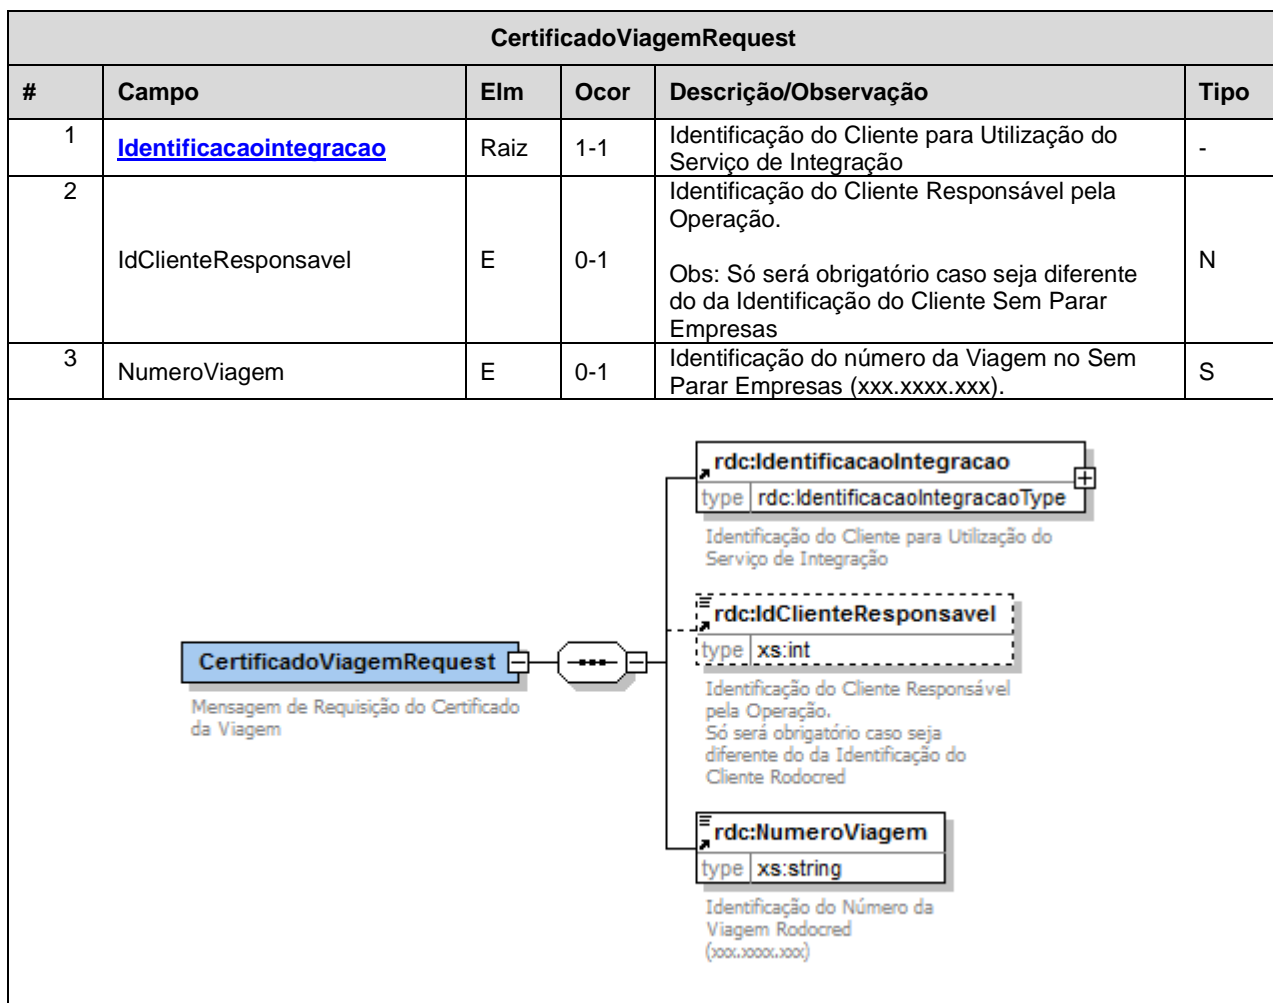 CertificadoViagemRequest
# Campo Elm Ocor Descrição/Observação Tipo
1 Identificacaointegracao Raiz 1-1 Identificação do Cliente para Utilização do
Serviço de Integração -
2 IdClienteResponsavel E 0-1 Identificação do Cliente Responsável pela
Operação.
Obs: Só será obrigatório caso seja diferente
do da Identificação do Cliente Sem Parar
Empresas N
3 NumeroViagem E 0-1 Identificação do número da Viagem no Sem
Parar Empresas (xxx.xxxx.xxx). S
rdc:IdentificacaoIntegracao
type rdc:IdentificacaoIntegracaoType
Identificação do Cliente para Utilização do
Serviço de Integração
rdc:IdClienteResponsavel
type xs:int
Identificação do Cliente Responsável
pela Operação.
Só será obrigatório caso seja
diferente do da Identificação do
Cliente Rodocred
CertificadoViagemRequest
Mensagem de Requisição do Certificado
da Viagem
rdc:NumeroViagem
type xs:string
Identificação do Número da
Viagem Rodocred
(xxx.xxxx.xxx)